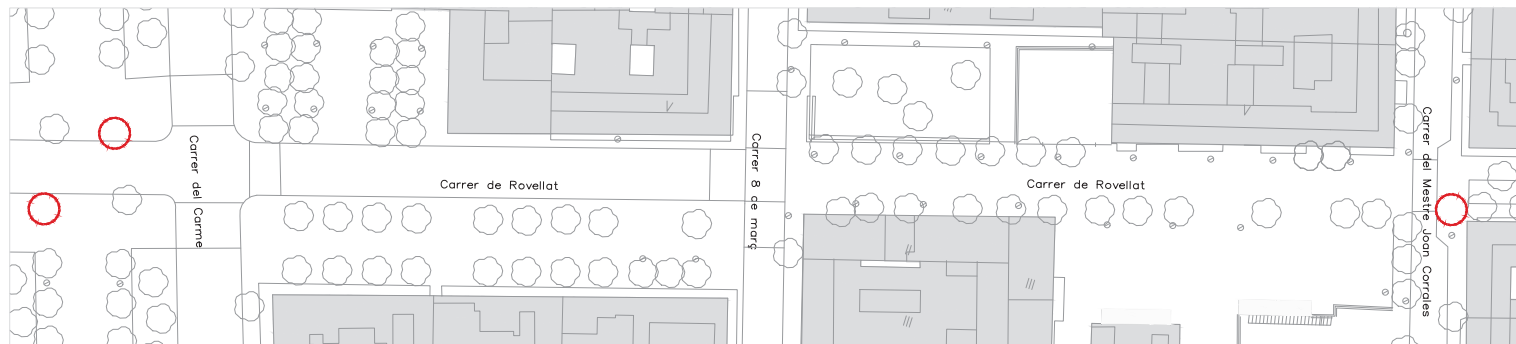 Carrer del Carme
Carrer de Rovellat
Carrer 8 de març
Carrer de Rovellat
Carrer del Mestre Joan Corrales